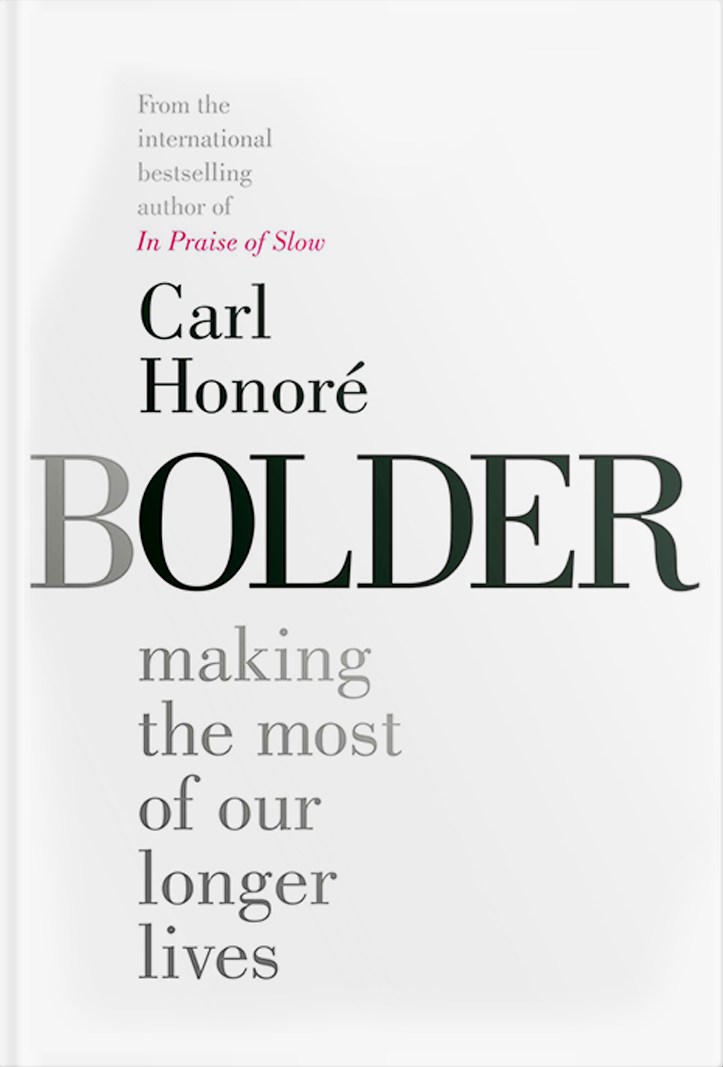 From the
international
bestselling
author of
In Praise of Slow
Carl
Honoré
BOLDER
making
the most
of our
longer
lives